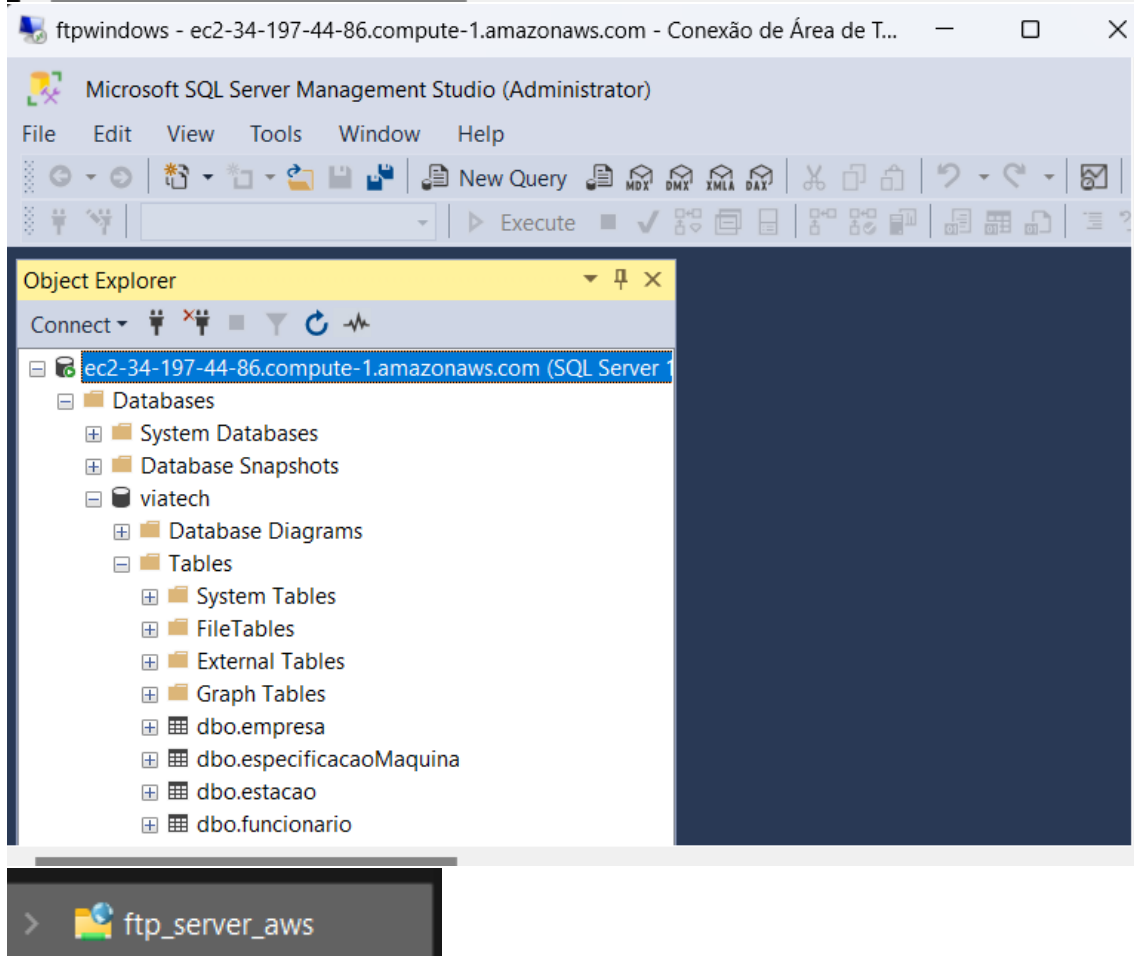 ftpwindows - ec2-34-197-44-86.compute-1.amazonaws.com - Conexão de Área de T...
Microsoft SQL Server Management Studio (Administrator)
File Edit View Tools Window Help
New Query MDX DMX XMLA DAX
Execute
Object Explorer
Connect
ec2-34-197-44-86.compute-1.amazonaws.com (SQL Server 1
Databases
System Databases
Database Snapshots
viatech
Database Diagrams
Tables
System Tables
FileTables
External Tables
Graph Tables
dbo.empresa
dbo.especificacaoMaquina
dbo.estacao
dbo.funcionario
ftp_server_aws